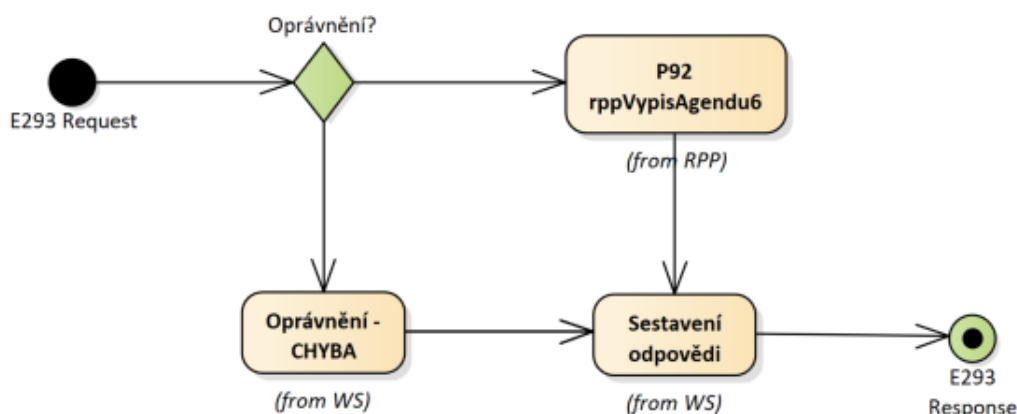 Oprávnění?
E293 Request
P92
rppVypisAgendu6
(from RPP)
Oprávnění -
CHYBA
(from WS)
Sestavení
odpovědi
(from WS)
E293
Response